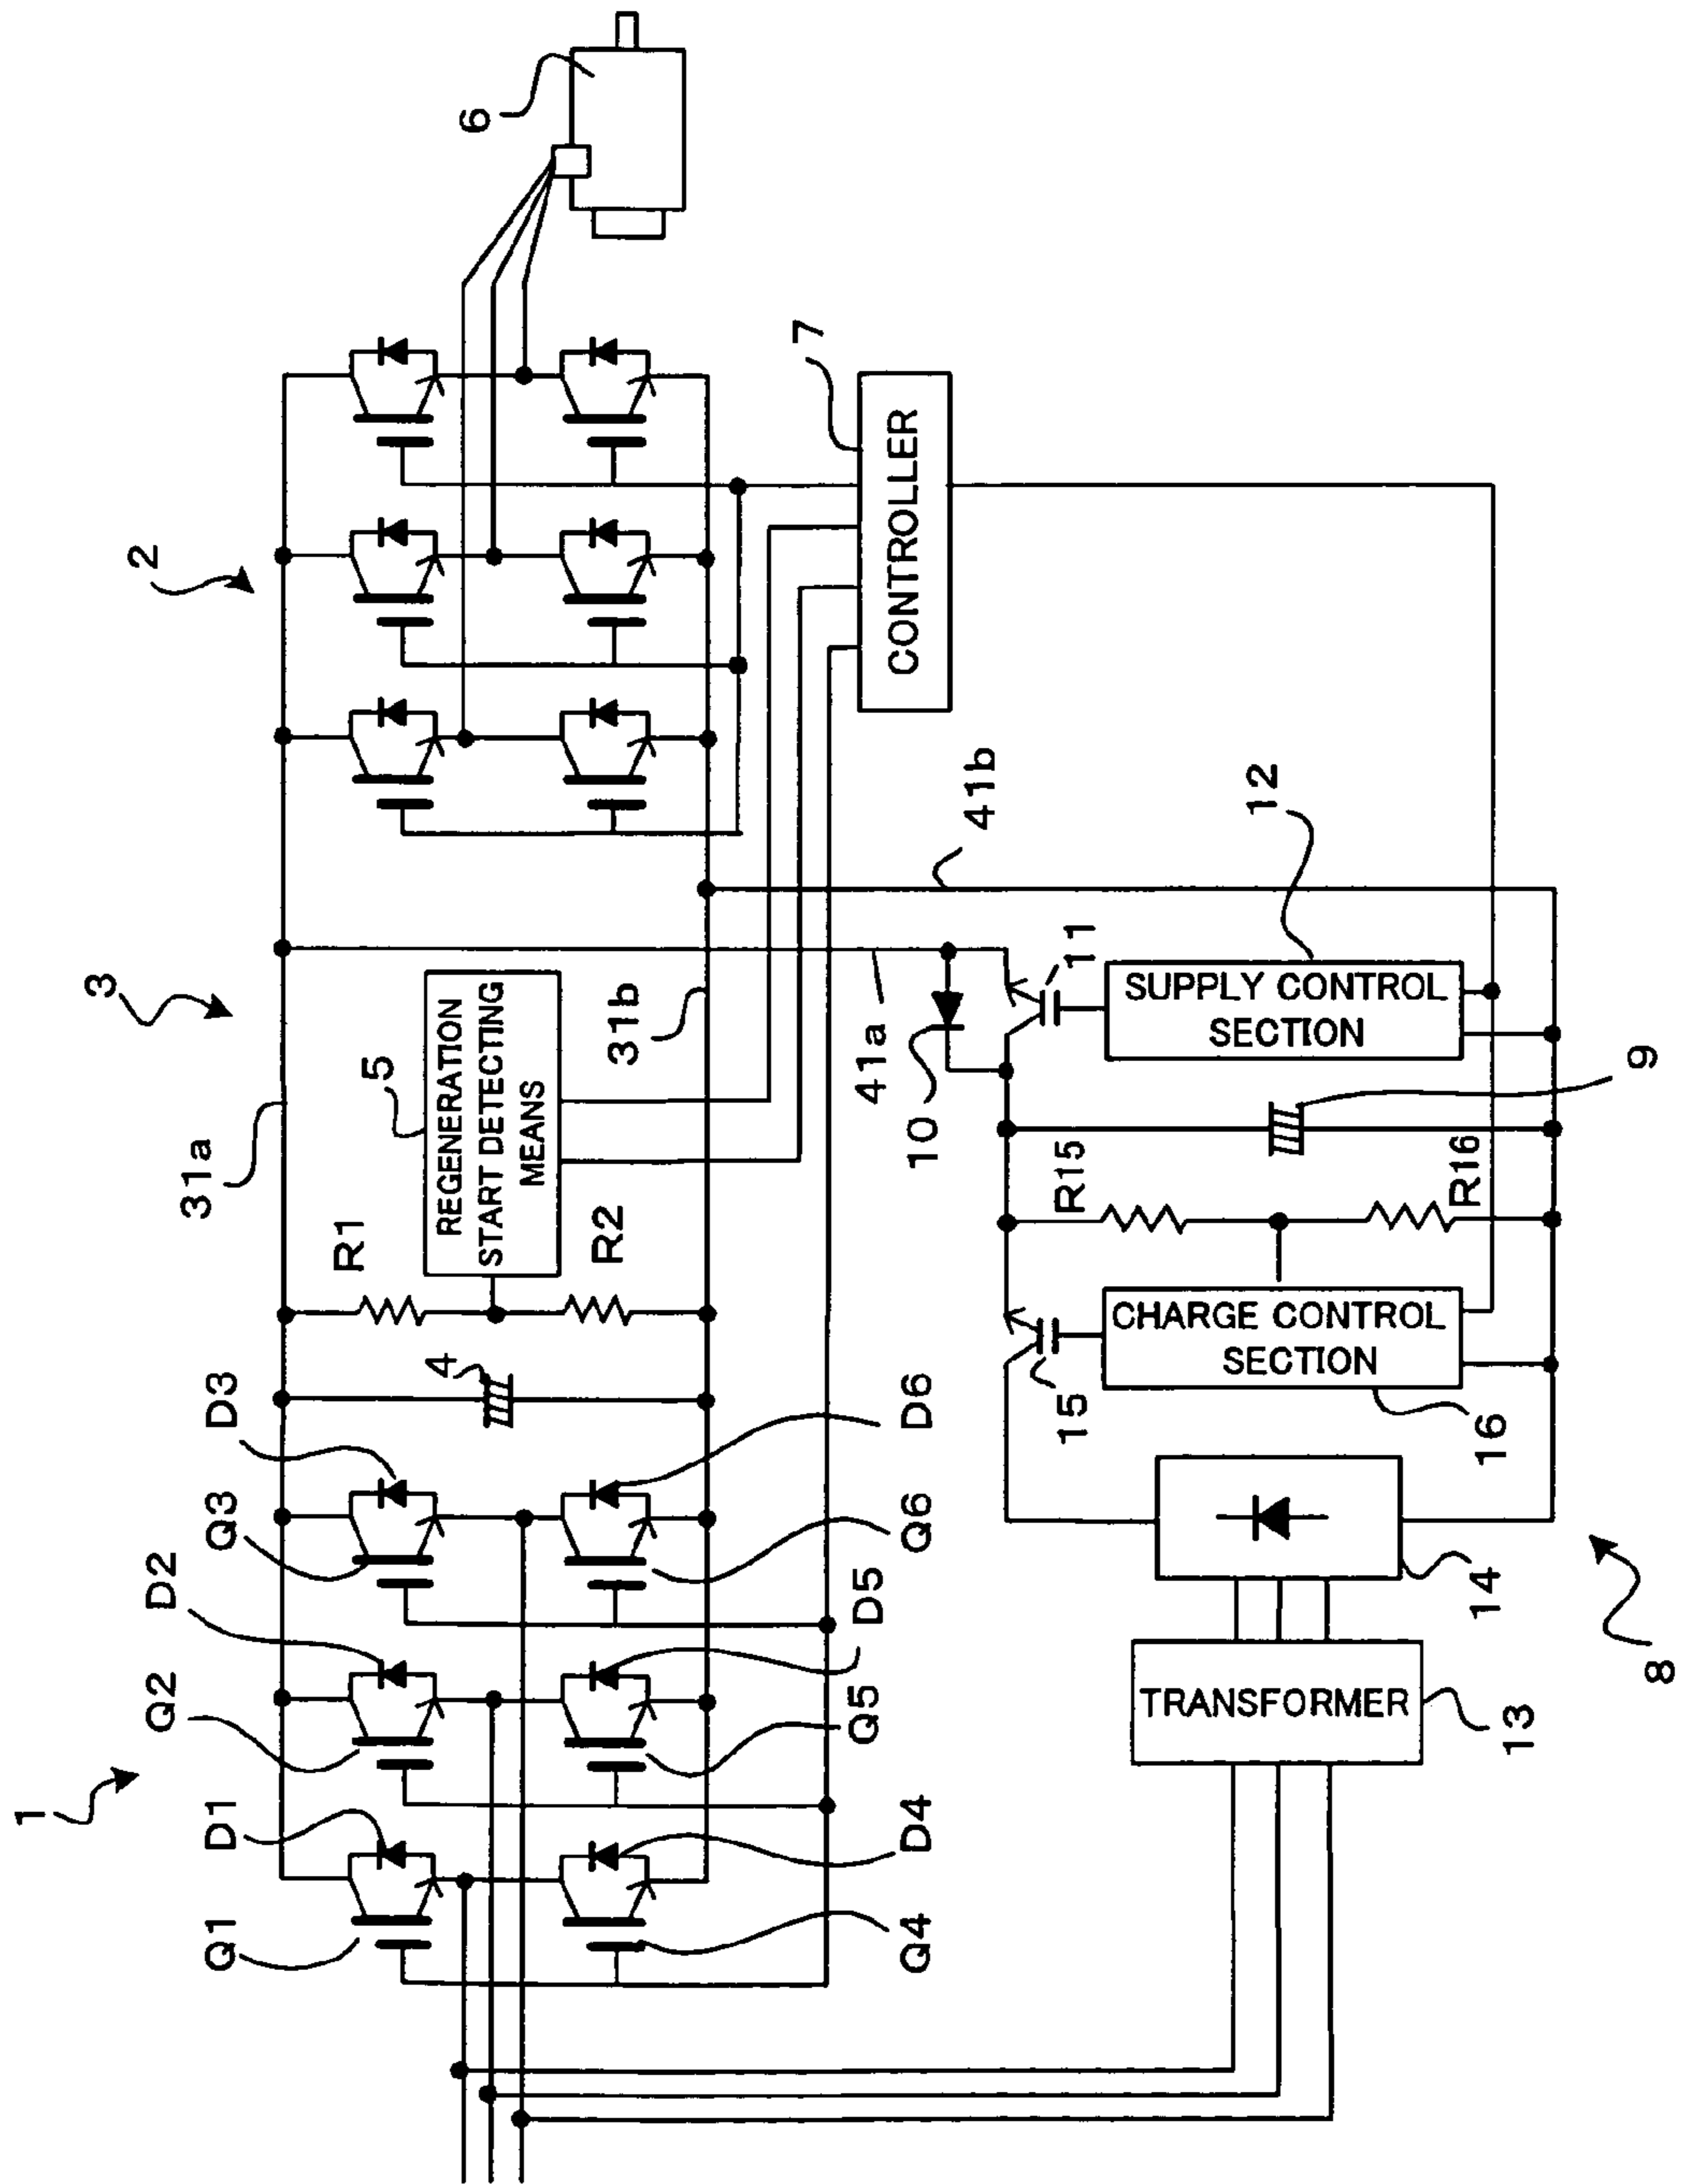 1
2
3
Q1
D1
Q2
D2
Q3
D3
4
R1
31a
5
REGENERATION
START DETECTING
MEANS
R2
31b
6
Q4
D4
Q5
D5
Q6
D6
7
CONTROLLER
41a
41b
10
11
12
SUPPLY CONTROL
SECTION
9
R15
R16
15
CHARGE CONTROL
SECTION
16
14
TRANSFORMER
13
8